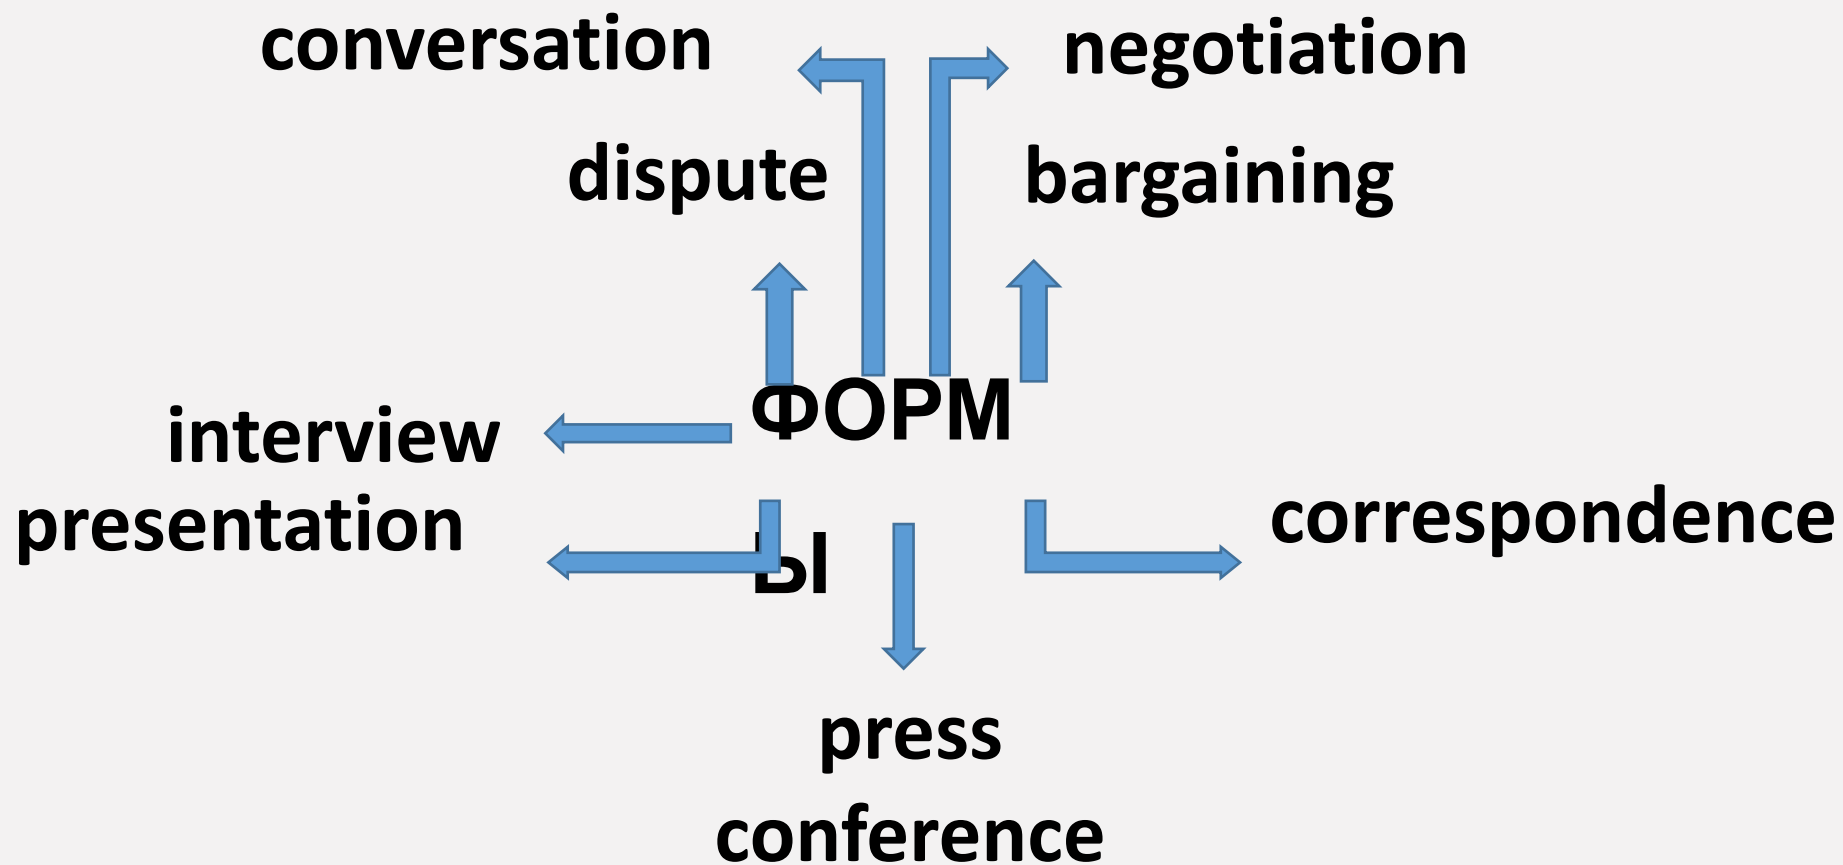 conversation
negotiation
dispute
bargaining
ФОРМ
interview
presentation
correspondence
Ы
press
conference